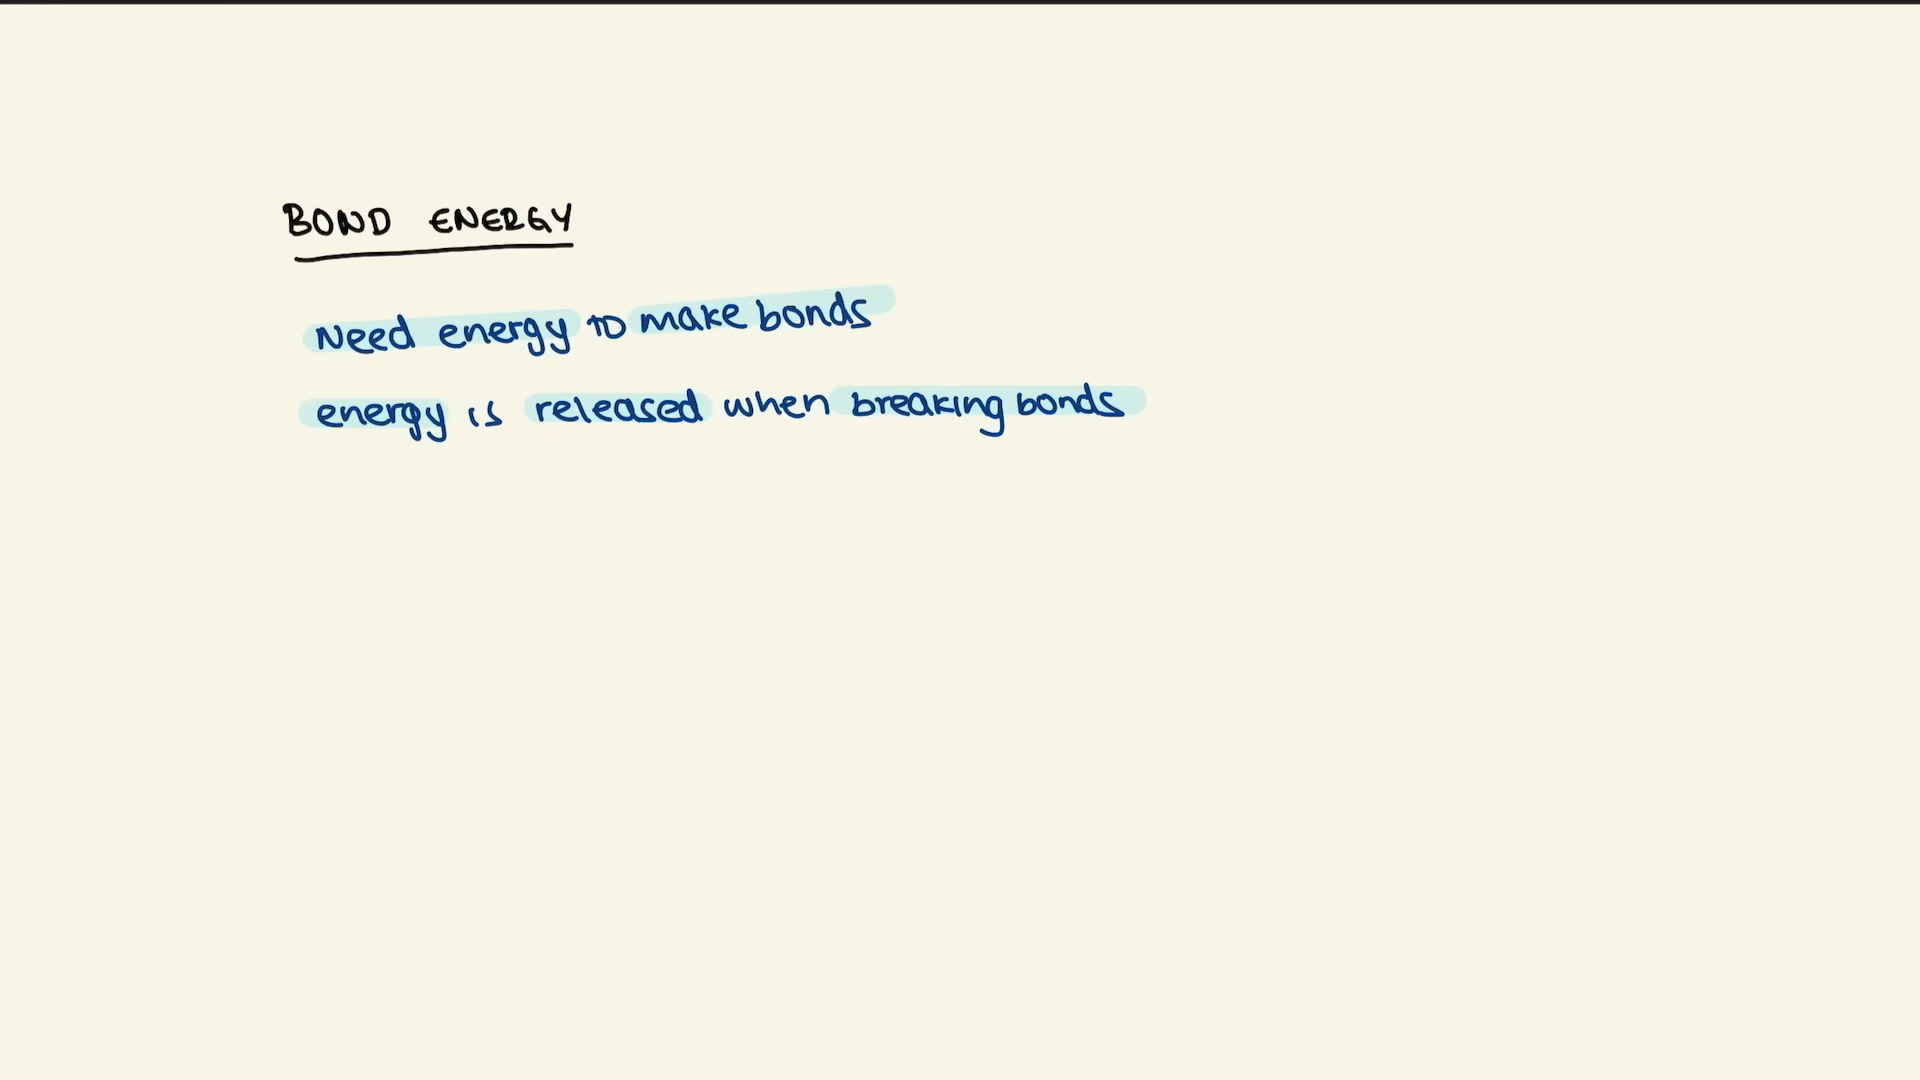 BOND ENERGY
Need energy to make bonds
energy is released when breaking bonds